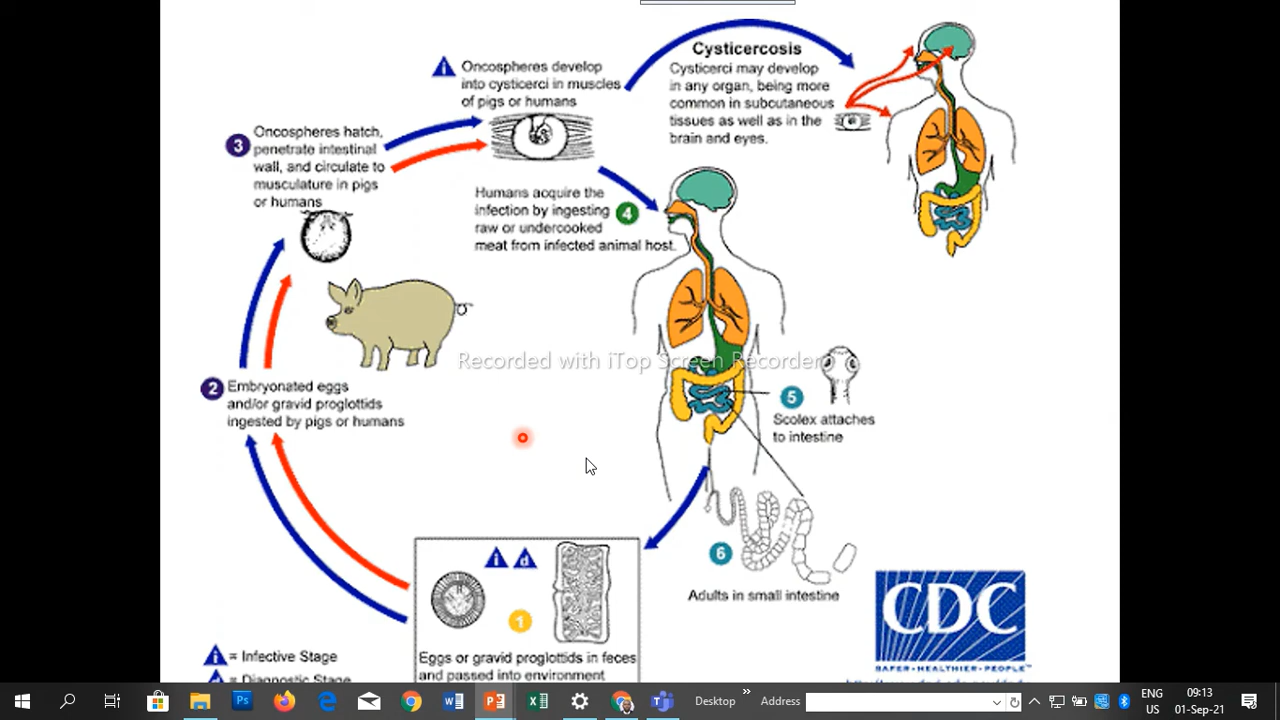 Cysticercosis
Cysticerci may develop
in any organ, being more
common in subcutaneous
tissues as well as in the
brain and eyes.
i
Oncospheres develop
into cysticerci in muscles
of pigs or humans
3
Oncospheres hatch,
penetrate intestinal
wall, and circulate to
musculature in pigs
or humans
Humans acquire the
infection by ingesting
raw or undercooked
meat from infected animal host.
4
Recorded with iTop Screen Recorder
2
Embryonated eggs
and/or gravid proglottids
ingested by pigs or humans
5
Scolex attaches
to intestine
6
Adults in small intestine
i d
1
Eggs or gravid proglottids in feces
and passed into environment
i = Infective Stage
= Diagnostic Stage
CDC
SAFER·HEALTHIER·PEOPLE™
Desktop
Address
ENG
US
09:13
01-Sep-21